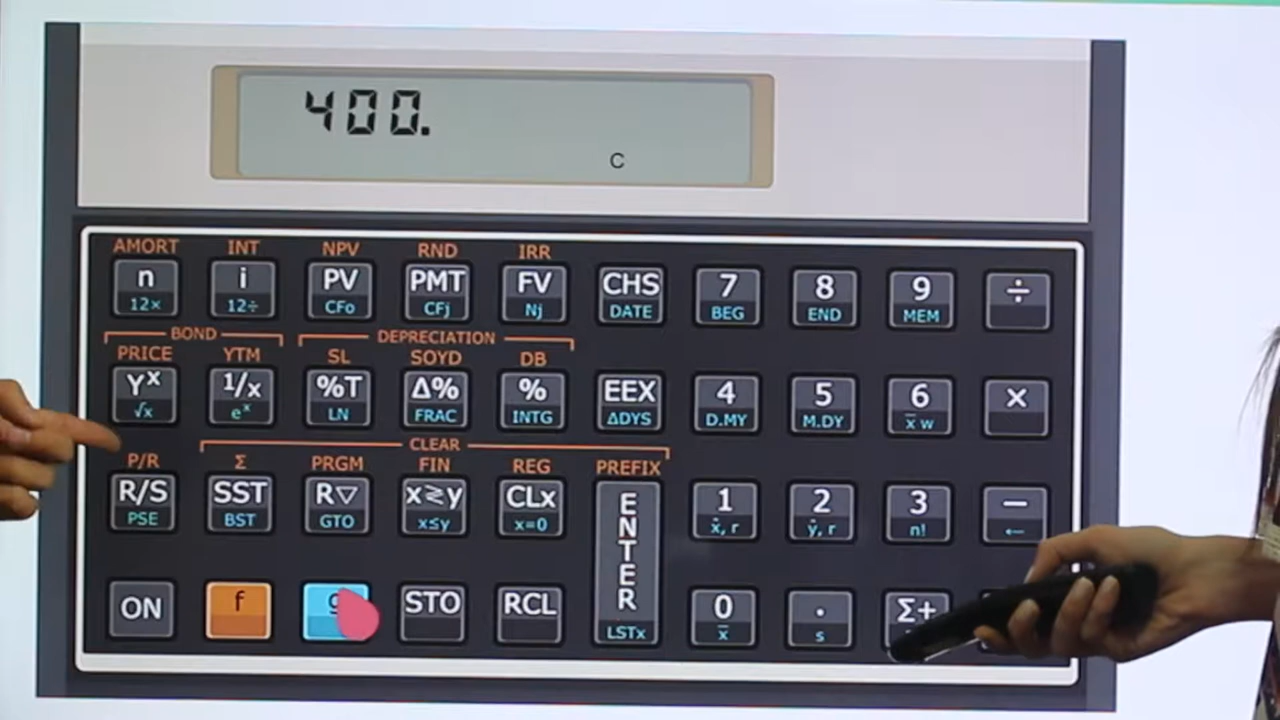 400.
C
AMORT INT NPV RND IRR
n i PV PMT FV CHS 7 8 9 ÷
12× 12÷ CFo CFj Nj DATE BEG END MEM
BOND DEPRECIATION
PRICE YTM SL SOYD DB
Yˣ 1/x %T Δ% % EEX 4 5 6 ×
√x eˣ LN FRAC INTG ΔDYS D.MY M.DY x̄ w
CLEAR
P/R Σ PRGM FIN REG PREFIX
R/S SST R▽ x≷y CLx ENTER 1 2 3 −
PSE BST GTO x≤y x=0 x̂, r ŷ, r n! ←
ON f g STO RCL 0 . Σ+
LSTx x̄ s